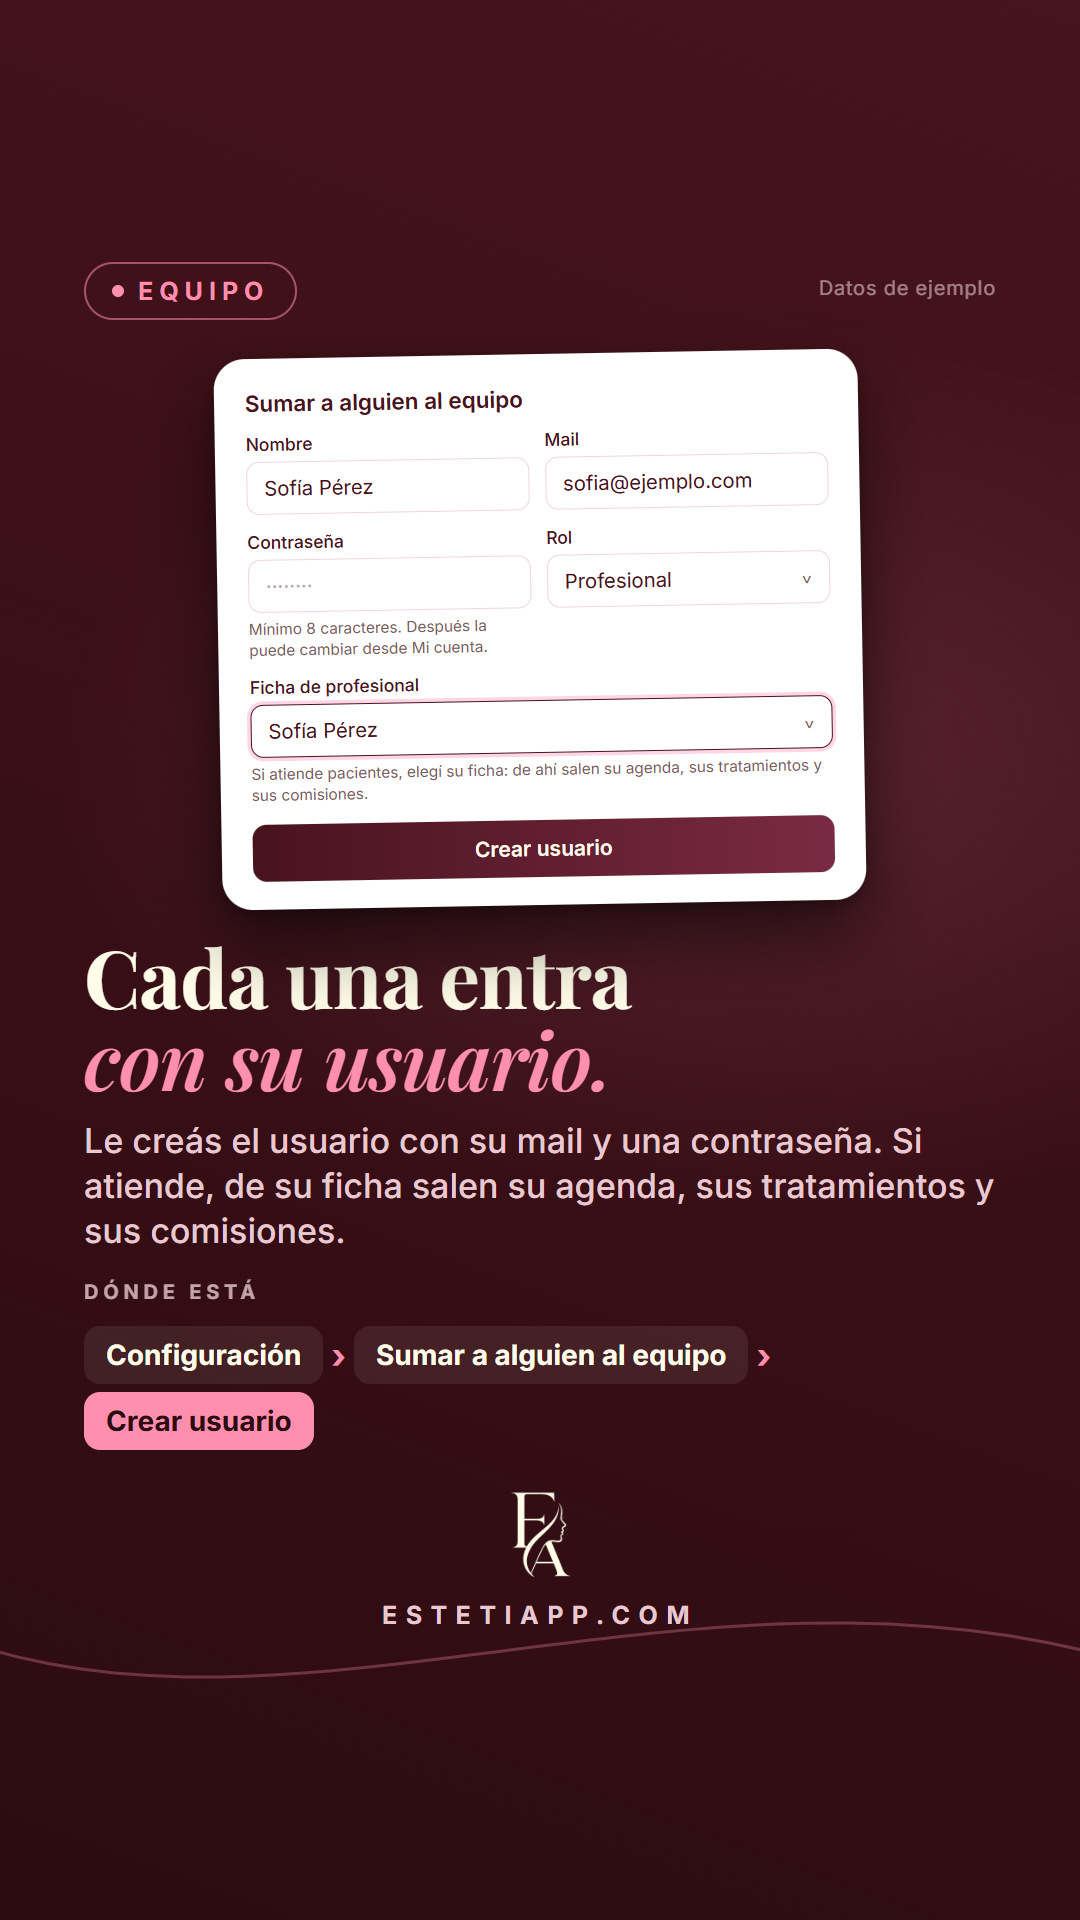 EQUIPO
Datos de ejemplo
Sumar a alguien al equipo
Nombre
Mail
Sofía Pérez
sofia@ejemplo.com
Contraseña
Rol
········
Profesional
Mínimo 8 caracteres. Después la
puede cambiar desde Mi cuenta.
Ficha de profesional
Sofía Pérez
Si atiende pacientes, elegí su ficha: de ahí salen su agenda, sus tratamientos y
sus comisiones.
Crear usuario
Cada una entra
con su usuario.
Le creás el usuario con su mail y una contraseña. Si
atiende, de su ficha salen su agenda, sus tratamientos y
sus comisiones.
DÓNDE ESTÁ
Configuración › Sumar a alguien al equipo ›
Crear usuario
EA
ESTETIAPP.COM